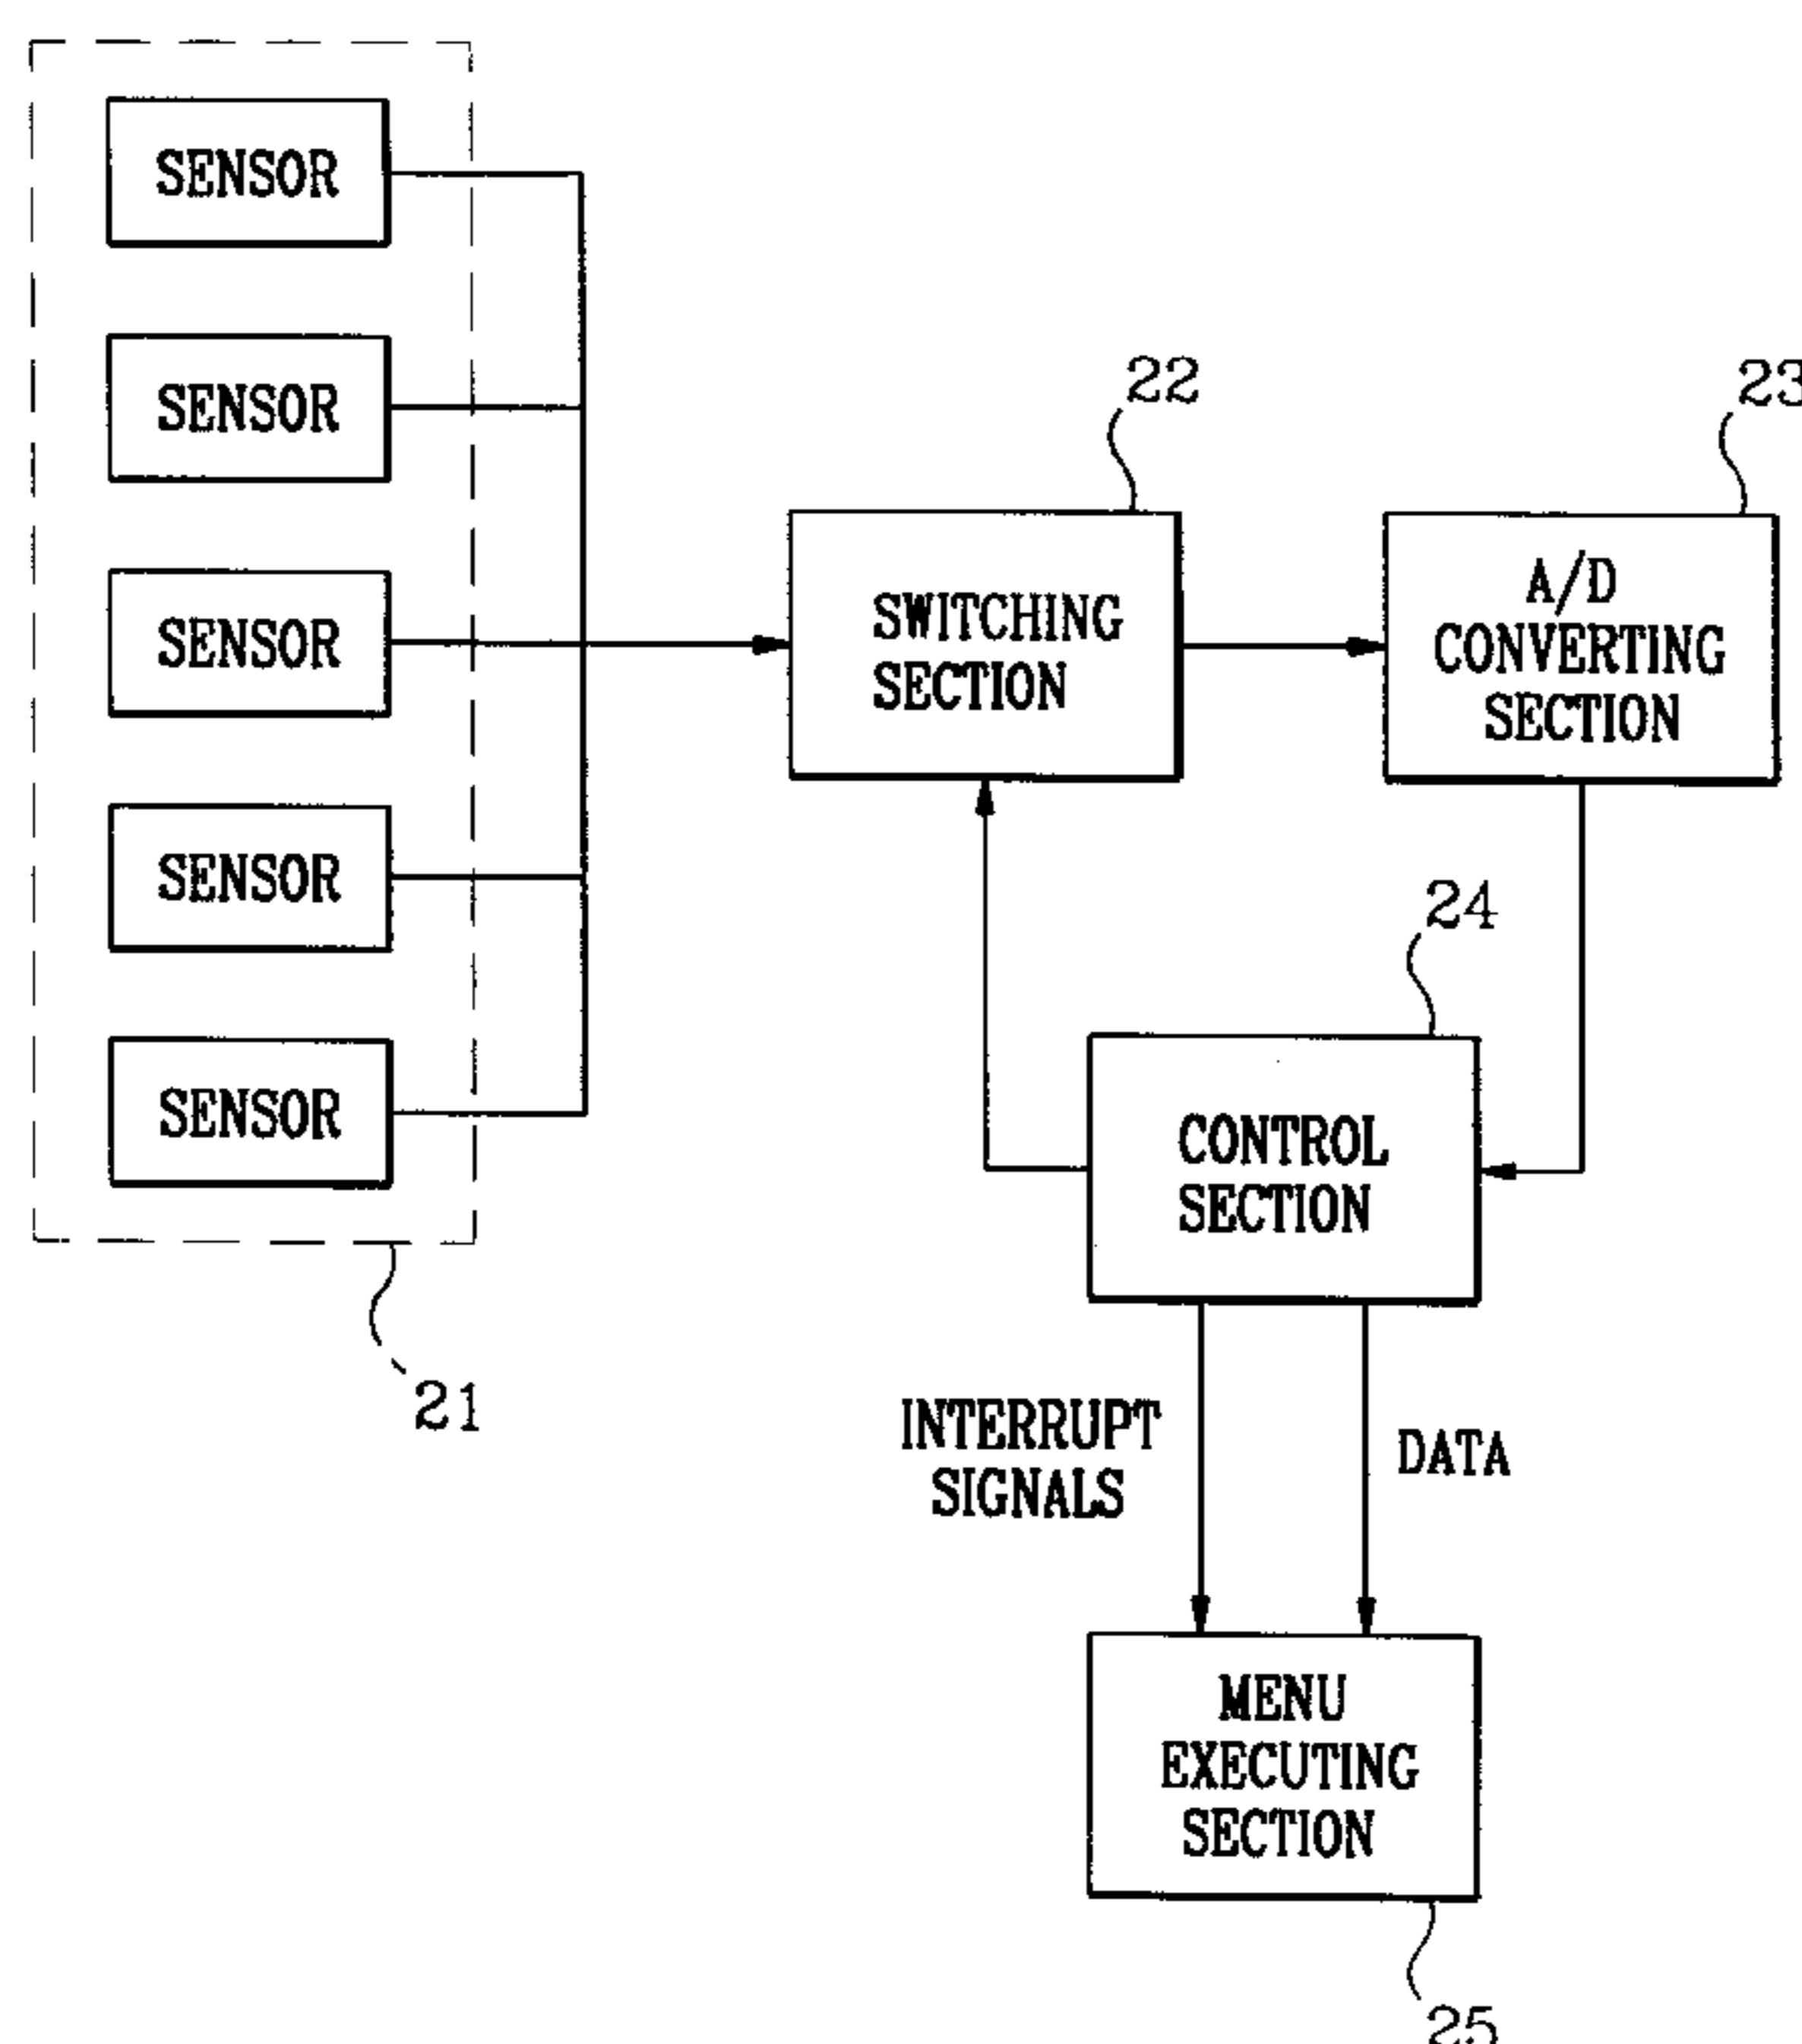 SENSOR
SENSOR
SENSOR
SENSOR
SENSOR
21
22
SWITCHING
SECTION
23
A/D
CONVERTING
SECTION
24
CONTROL
SECTION
INTERRUPT
SIGNALS
DATA
MENU
EXECUTING
SECTION
25